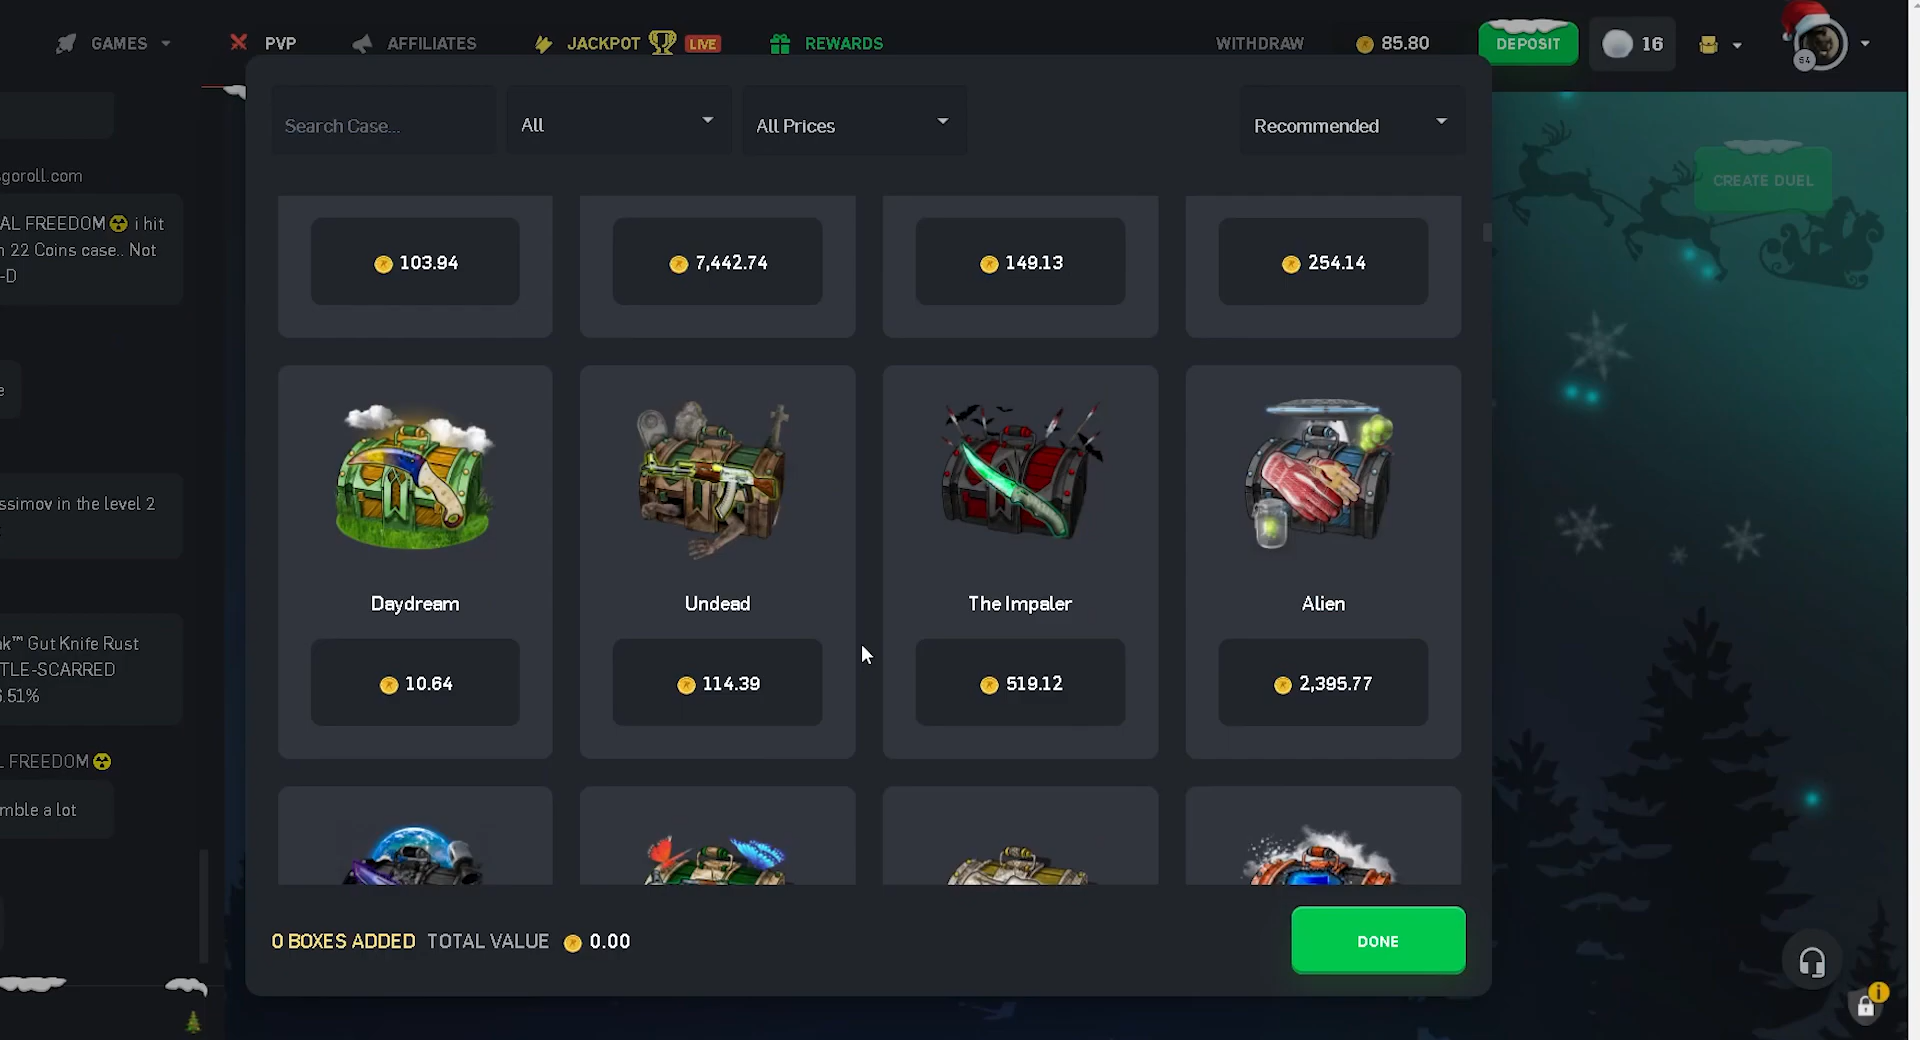 GAMES
PVP
AFFILIATES
JACKPOT
LIVE
REWARDS
WITHDRAW
85.80
DEPOSIT
16
54
Search Case...
All
All Prices
Recommended
CREATE DUEL
goroll.com
AL FREEDOM☢ i hit
22 Coins case.. Not
-D
ssimov in the level 2
k™ Gut Knife Rust
TLE-SCARRED
.51%
L FREEDOM☢
mble a lot
103.94
7,442.74
149.13
254.14
Daydream
Undead
The Impaler
Alien
10.64
114.39
519.12
2,395.77
0 BOXES ADDED TOTAL VALUE 0.00
DONE